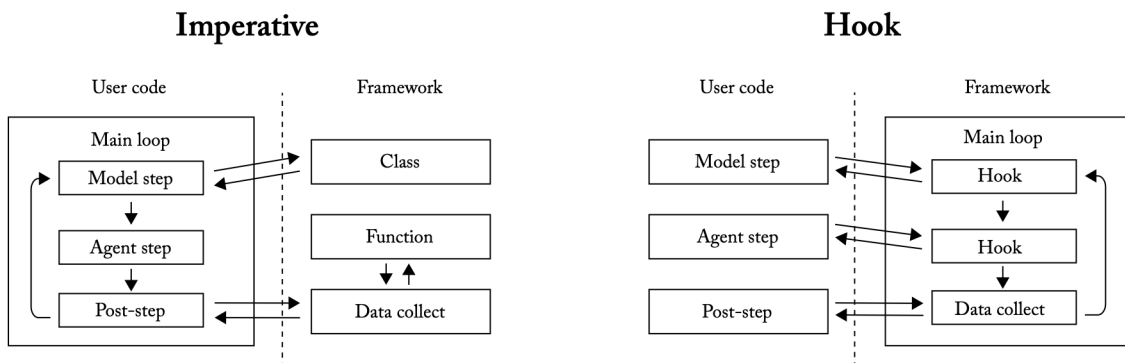 Imperative
User code
Framework
Main loop
Model step
Class
Agent step
Function
Post-step
Data collect
Hook
User code
Framework
Main loop
Model step
Hook
Agent step
Hook
Post-step
Data collect